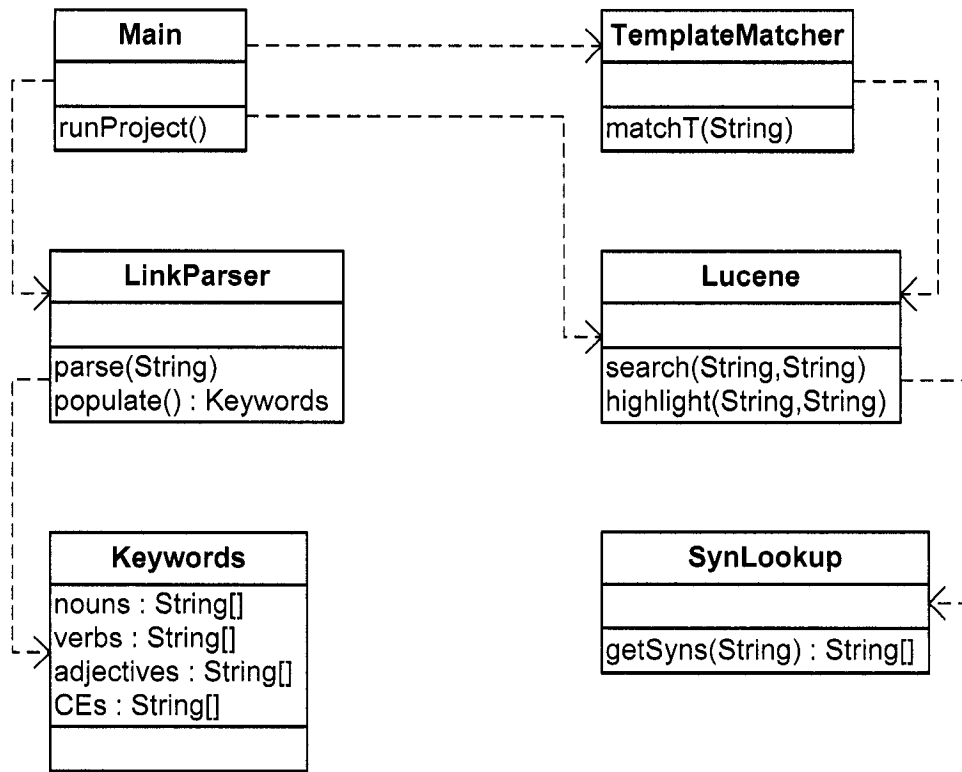 Main
runProject()
TemplateMatcher
matchT(String)
LinkParser
parse(String)
populate() : Keywords
Lucene
search(String,String)
highlight(String,String)
Keywords
nouns : String[]
verbs : String[]
adjectives : String[]
CEs : String[]
SynLookup
getSyns(String) : String[]